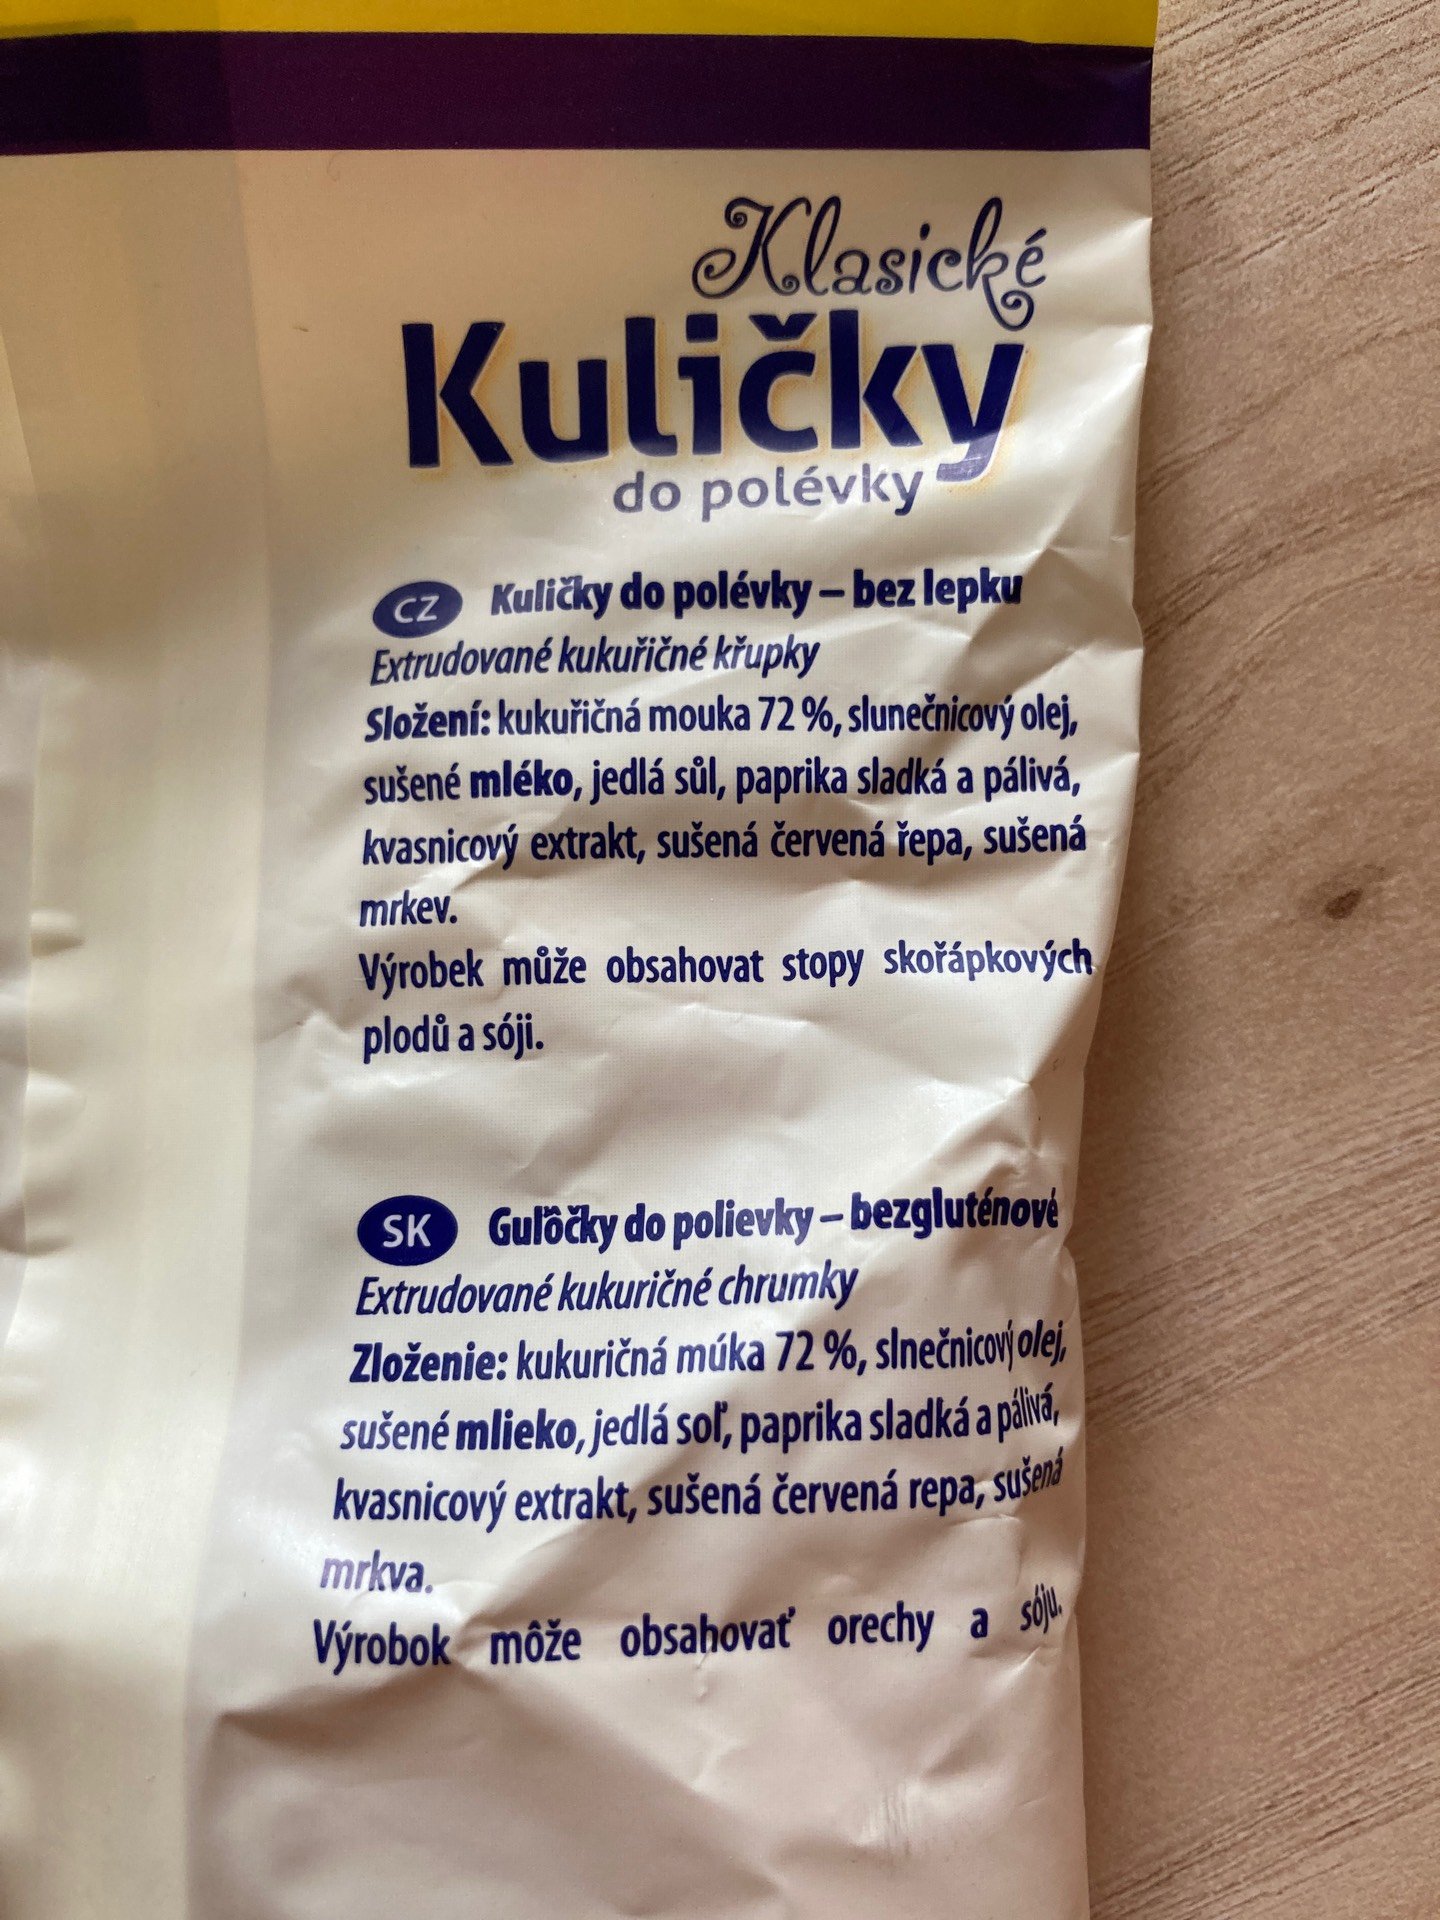 Klasické
Kuličky
do polévky
CZ Kuličky do polévky – bez lepku
Extrudované kukuřičné křupky
Složení: kukuřičná mouka 72 %, slunečnicový olej,
sušené mléko, jedlá sůl, paprika sladká a pálivá,
kvasnicový extrakt, sušená červená řepa, sušená
mrkev.
Výrobek může obsahovat stopy skořápkových
plodů a sóji.
SK Guľôčky do polievky – bezgluténové
Extrudované kukuričné chrumky
Zloženie: kukuričná múka 72 %, slnečnicový olej,
sušené mlieko, jedlá soľ, paprika sladká a pálivá,
kvasnicový extrakt, sušená červená repa, sušená
mrkva.
Výrobok môže obsahovať orechy a sóju.